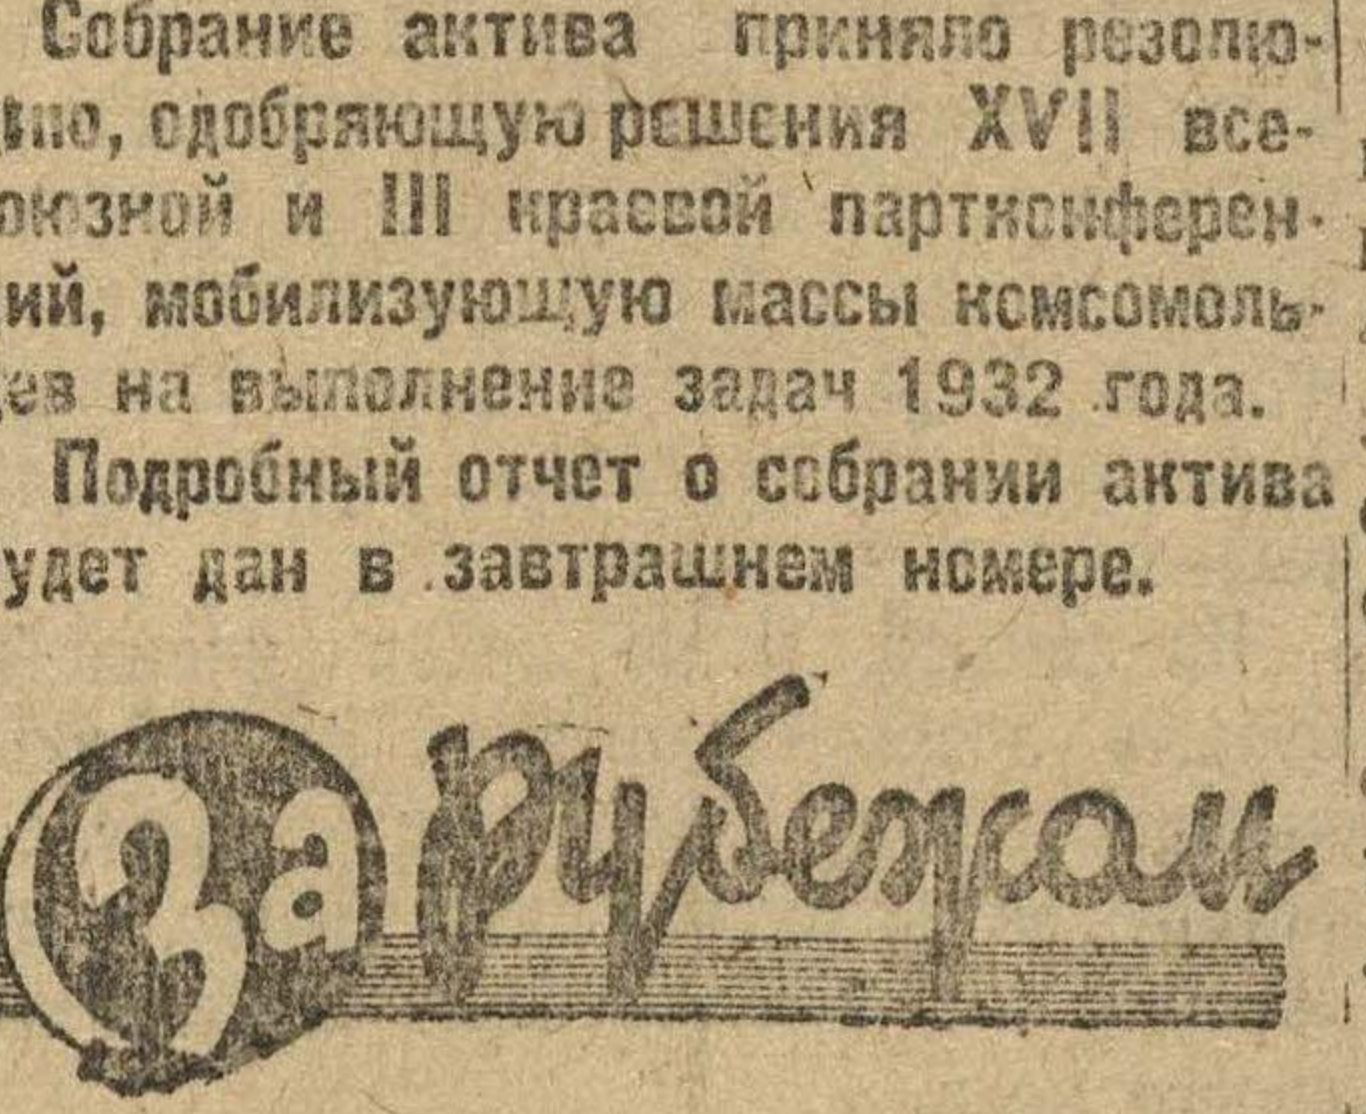 Собрание актива приняло резолю-
цию, одобряющую решения XVII все-
союзной и III краевой партконферен-
ций, мобилизующую массы комсомоль-
цев на выполнение задач 1932 года.
Подробный отчет о собрании актива
будет дан в завтрашнем номере.
За рубежом